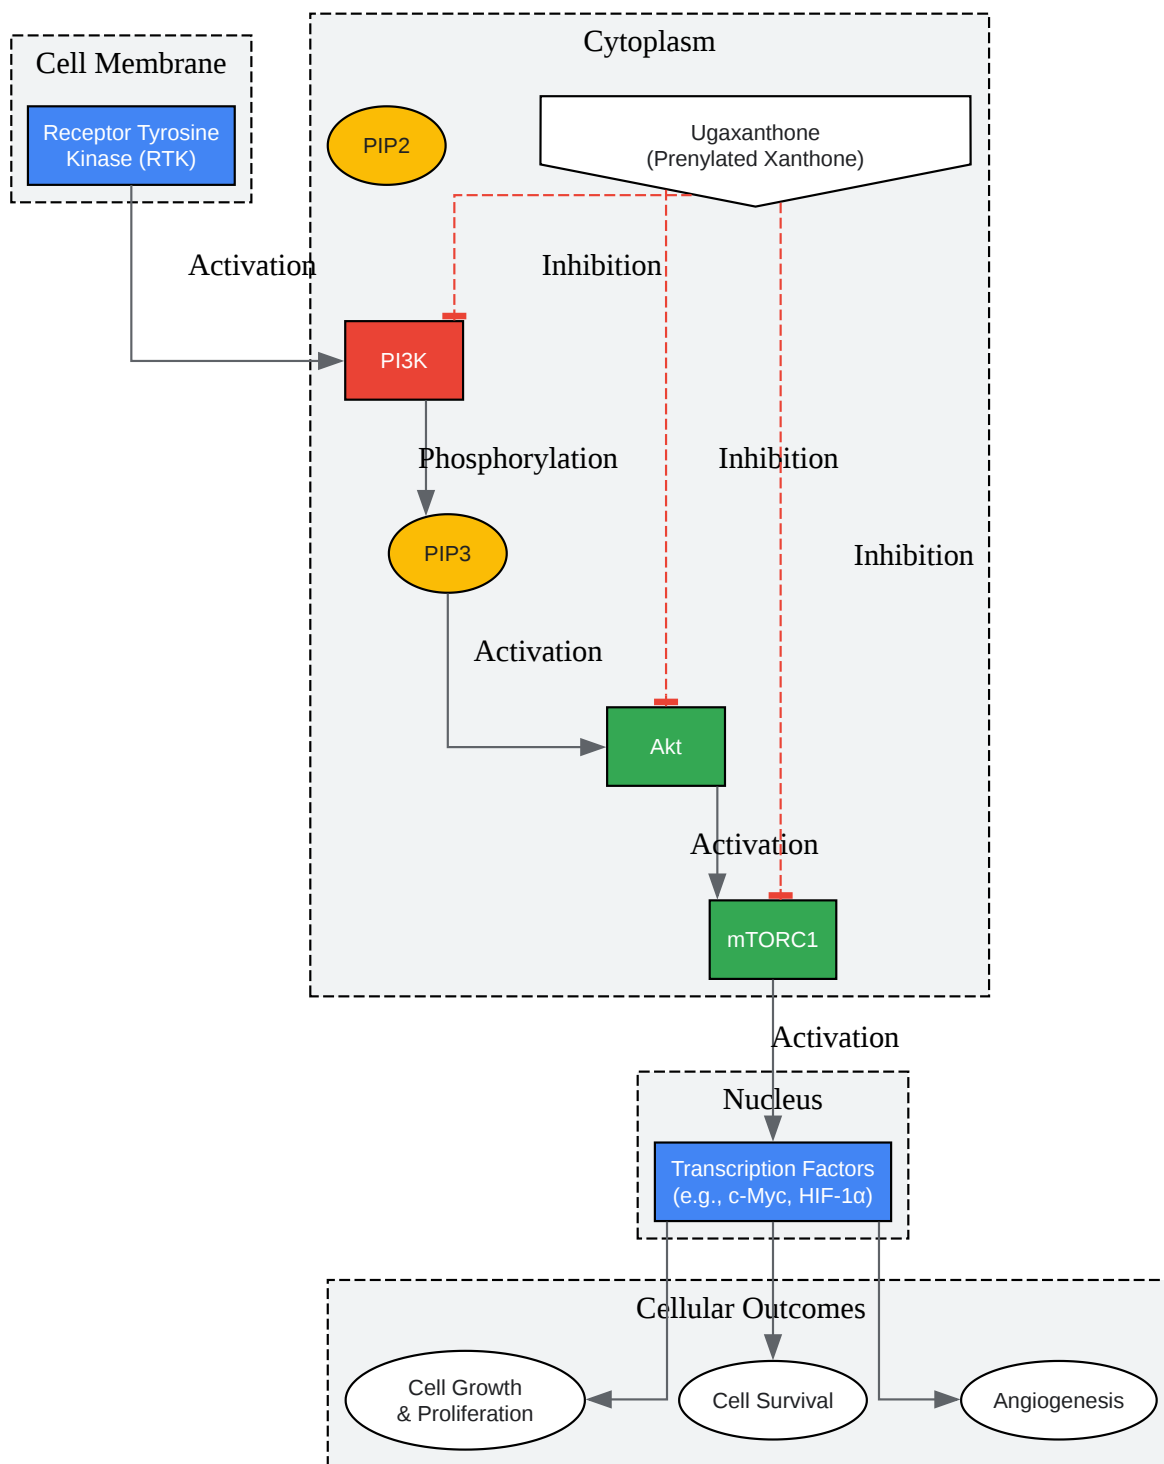 Cytoplasm
Cell Membrane
Receptor Tyrosine
Kinase (RTK)
PIP2
Ugaxanthone
(Prenylated Xanthone)
Activation
Inhibition
PI3K
Phosphorylation
Inhibition
PIP3
Inhibition
Activation
Akt
Activation
mTORC1
Activation
Nucleus
Transcription Factors
(e.g., c-Myc, HIF-1α)
Cellular Outcomes
Cell Growth
& Proliferation
Cell Survival
Angiogenesis